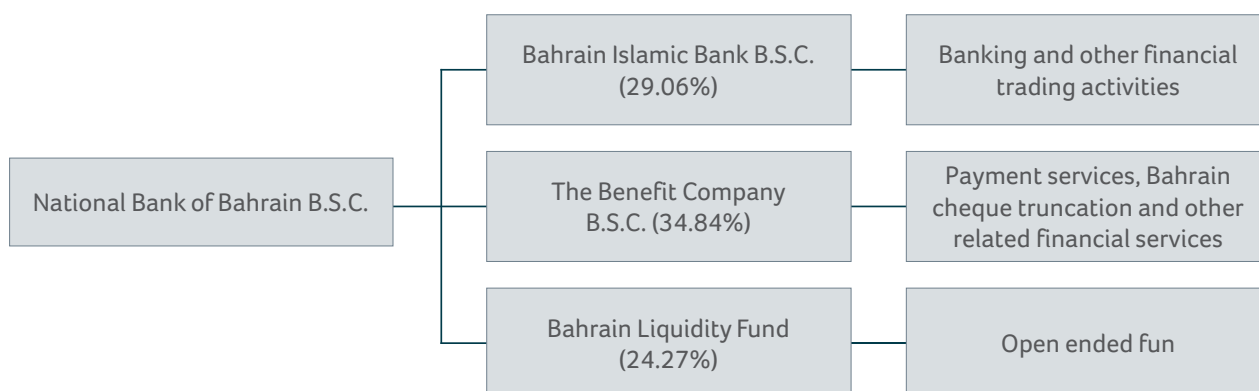 Bahrain Islamic Bank B.S.C.
(29.06%)
Banking and other financial
trading activities
National Bank of Bahrain B.S.C.
The Benefit Company
B.S.C. (34.84%)
Payment services, Bahrain
cheque truncation and other
related financial services
Bahrain Liquidity Fund
(24.27%)
Open ended fun